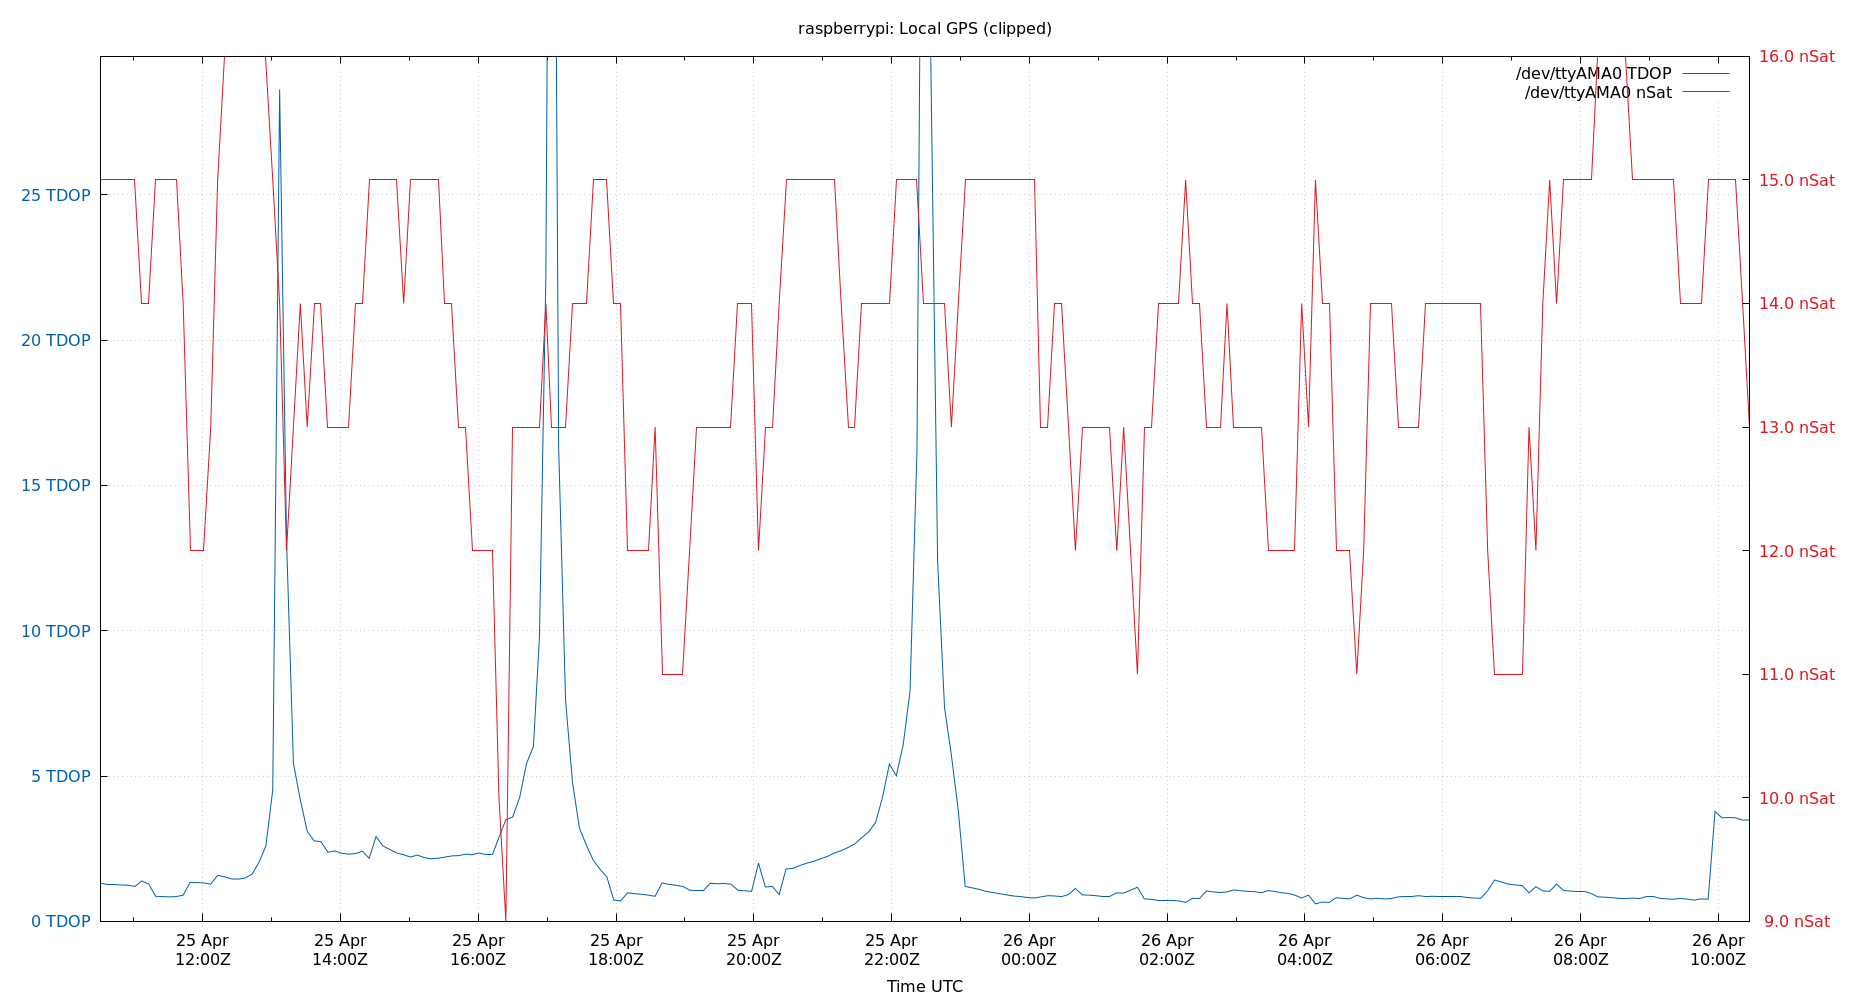 raspberrypi: Local GPS (clipped)
/dev/ttyAMA0 TDOP
/dev/ttyAMA0 nSat
25 TDOP
20 TDOP
15 TDOP
10 TDOP
5 TDOP
0 TDOP
16.0 nSat
15.0 nSat
14.0 nSat
13.0 nSat
12.0 nSat
11.0 nSat
10.0 nSat
9.0 nSat
25 Apr
12:00Z
25 Apr
14:00Z
25 Apr
16:00Z
25 Apr
18:00Z
25 Apr
20:00Z
25 Apr
22:00Z
26 Apr
00:00Z
26 Apr
02:00Z
26 Apr
04:00Z
26 Apr
06:00Z
26 Apr
08:00Z
26 Apr
10:00Z
Time UTC